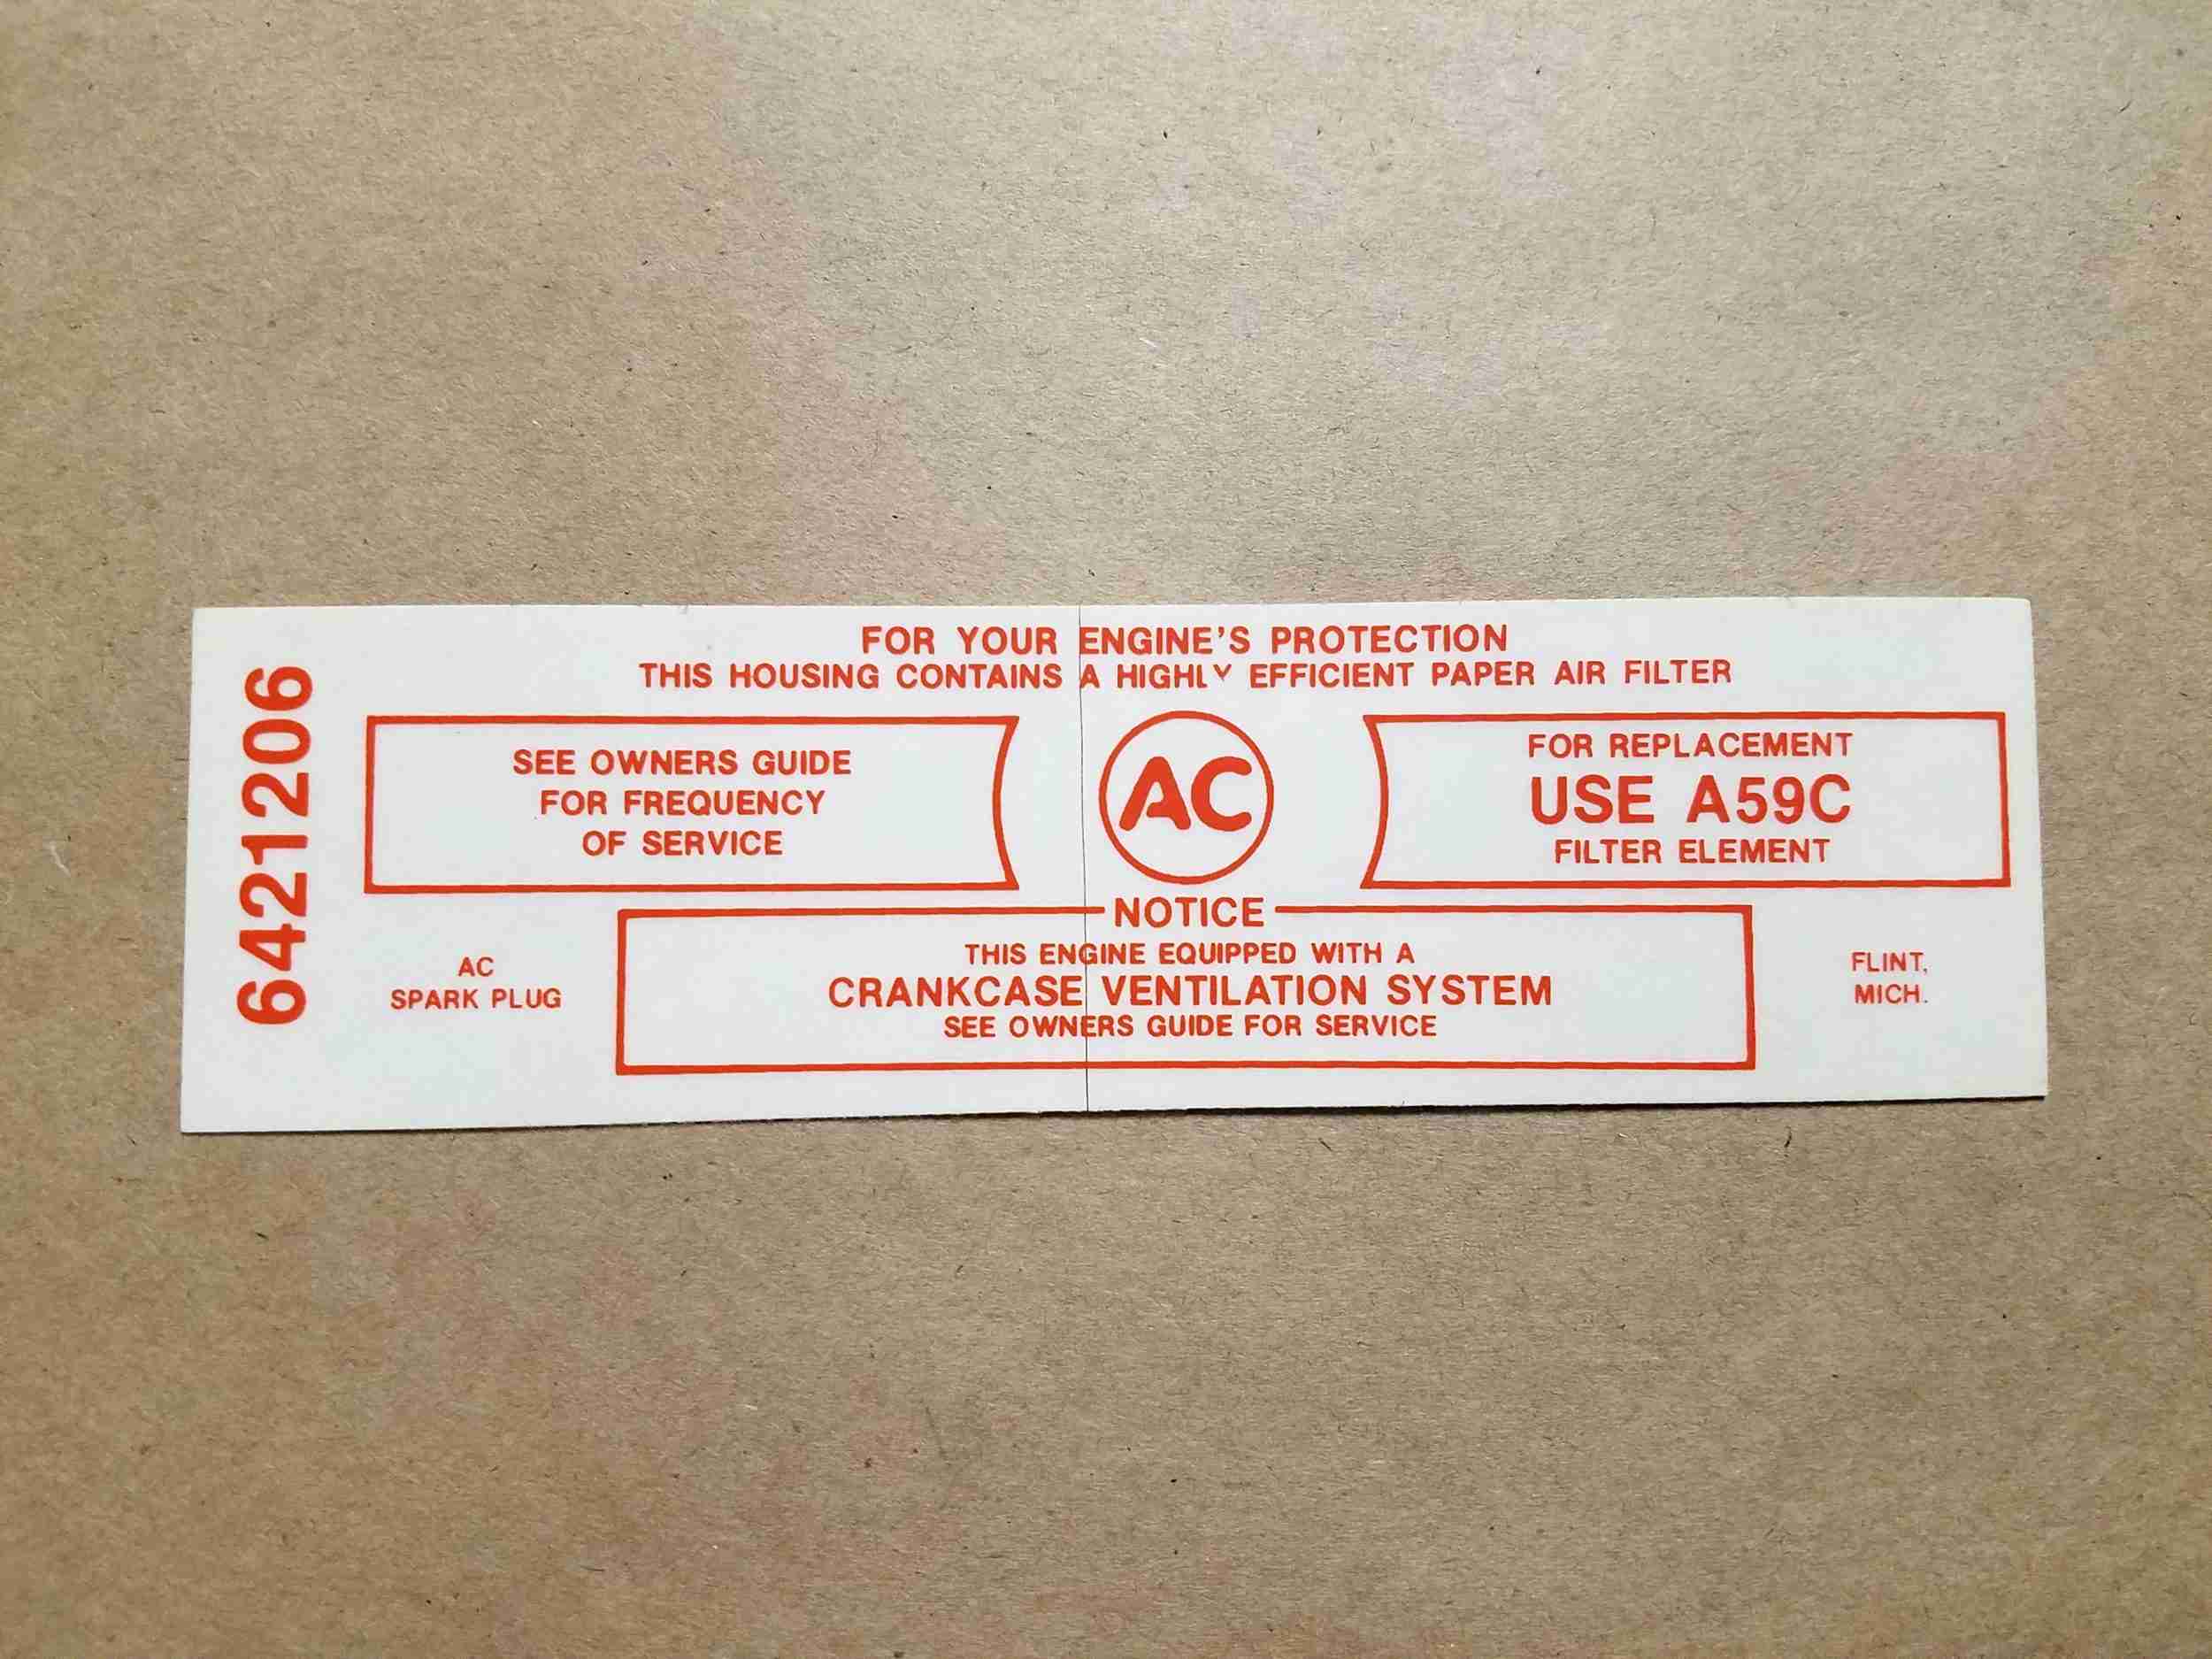 6421206
FOR YOUR ENGINE'S PROTECTION
THIS HOUSING CONTAINS A HIGHLY EFFICIENT PAPER AIR FILTER
SEE OWNERS GUIDE
FOR FREQUENCY
OF SERVICE
AC
FOR REPLACEMENT
USE A59C
FILTER ELEMENT
NOTICE
THIS ENGINE EQUIPPED WITH A
CRANKCASE VENTILATION SYSTEM
SEE OWNERS GUIDE FOR SERVICE
AC
SPARK PLUG
FLINT,
MICH.